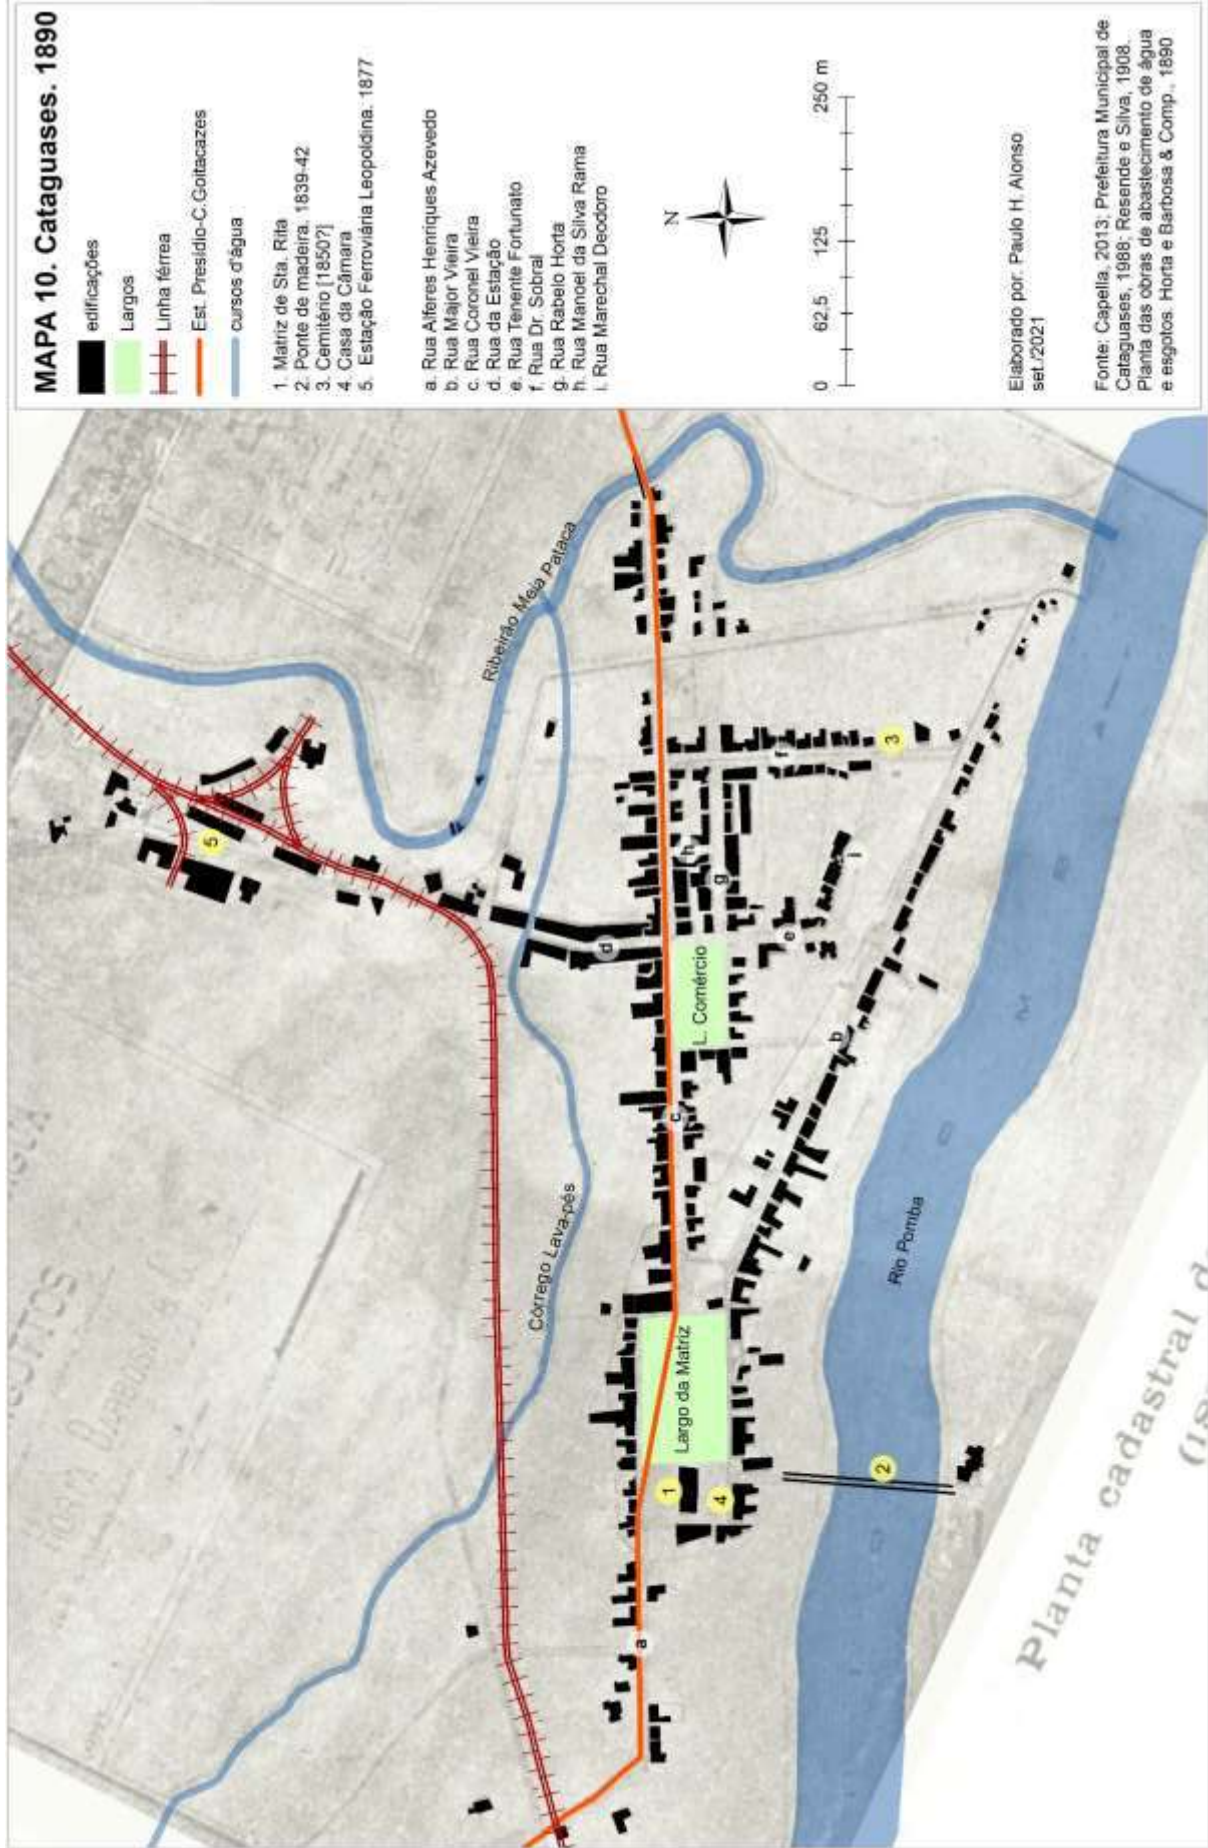 MAPA 10. Cataguases. 1890
edificações
Largos
Linha férrea
Est. Presídio-C.Goitacazes
cursos d'água
1. Matriz de Sta. Rita
2. Ponte de madeira. 1839-42
3. Cemitério [1850?]
4. Casa da Câmara
5. Estação Ferroviária Leopoldina. 1877
a. Rua Alferes Henriques Azevedo
b. Rua Major Vieira
c. Rua Coronel Vieira
d. Rua da Estação
e. Rua Tenente Fortunato
f. Rua Dr. Sobral
g. Rua Rabelo Horta
h. Rua Manoel da Silva Rama
i. Rua Marechal Deodoro
N
0 62.5 125 250 m
Elaborado por: Paulo H. Alonso
set./2021
Fonte: Capella, 2013; Prefeitura Municipal de
Cataguases, 1988; Resende e Silva, 1908.
Planta das obras de abastecimento de água
e esgotos. Horta e Barbosa & Comp., 1890
Ribeirão Meia Pataca
Córrego Lava-pés
Largo da Matriz
L. Comércio
Rio Pomba
1
2
3
4
5
a
b
c
d
e
f
g
h
i
Planta cadastral d